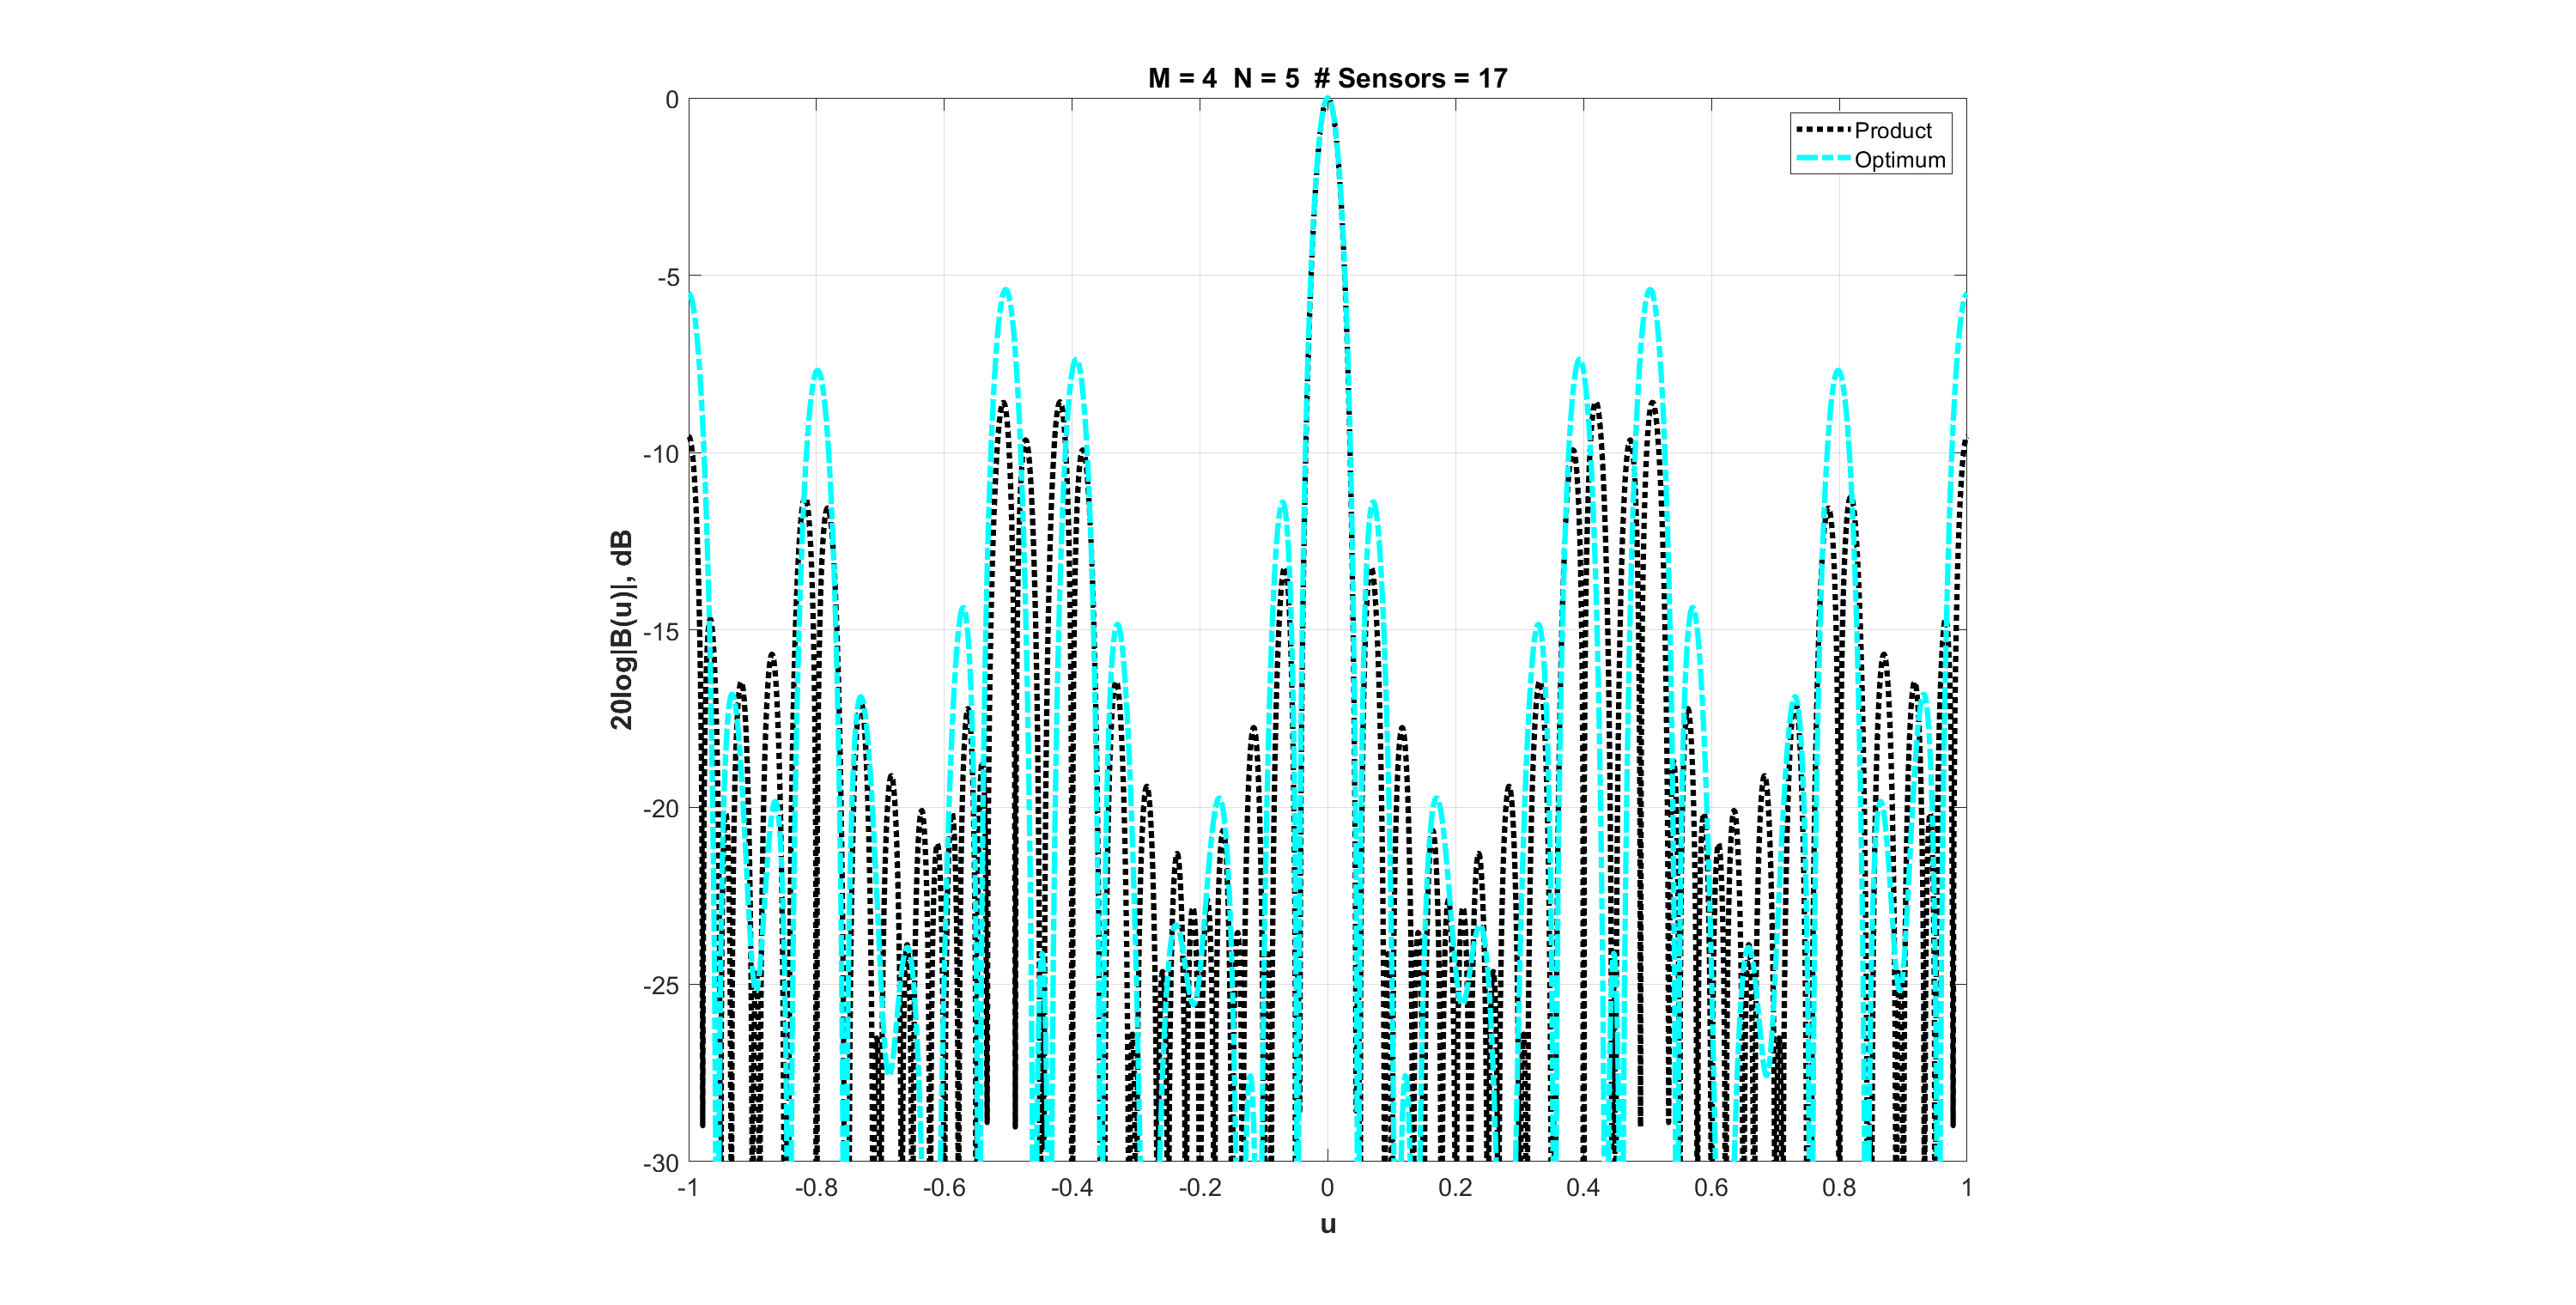 M = 4 N = 5 # Sensors = 17
Product
Optimum
0
-5
-10
-15
-20
-25
-30
20log|B(u)|, dB
-1 -0.8 -0.6 -0.4 -0.2 0 0.2 0.4 0.6 0.8 1
u